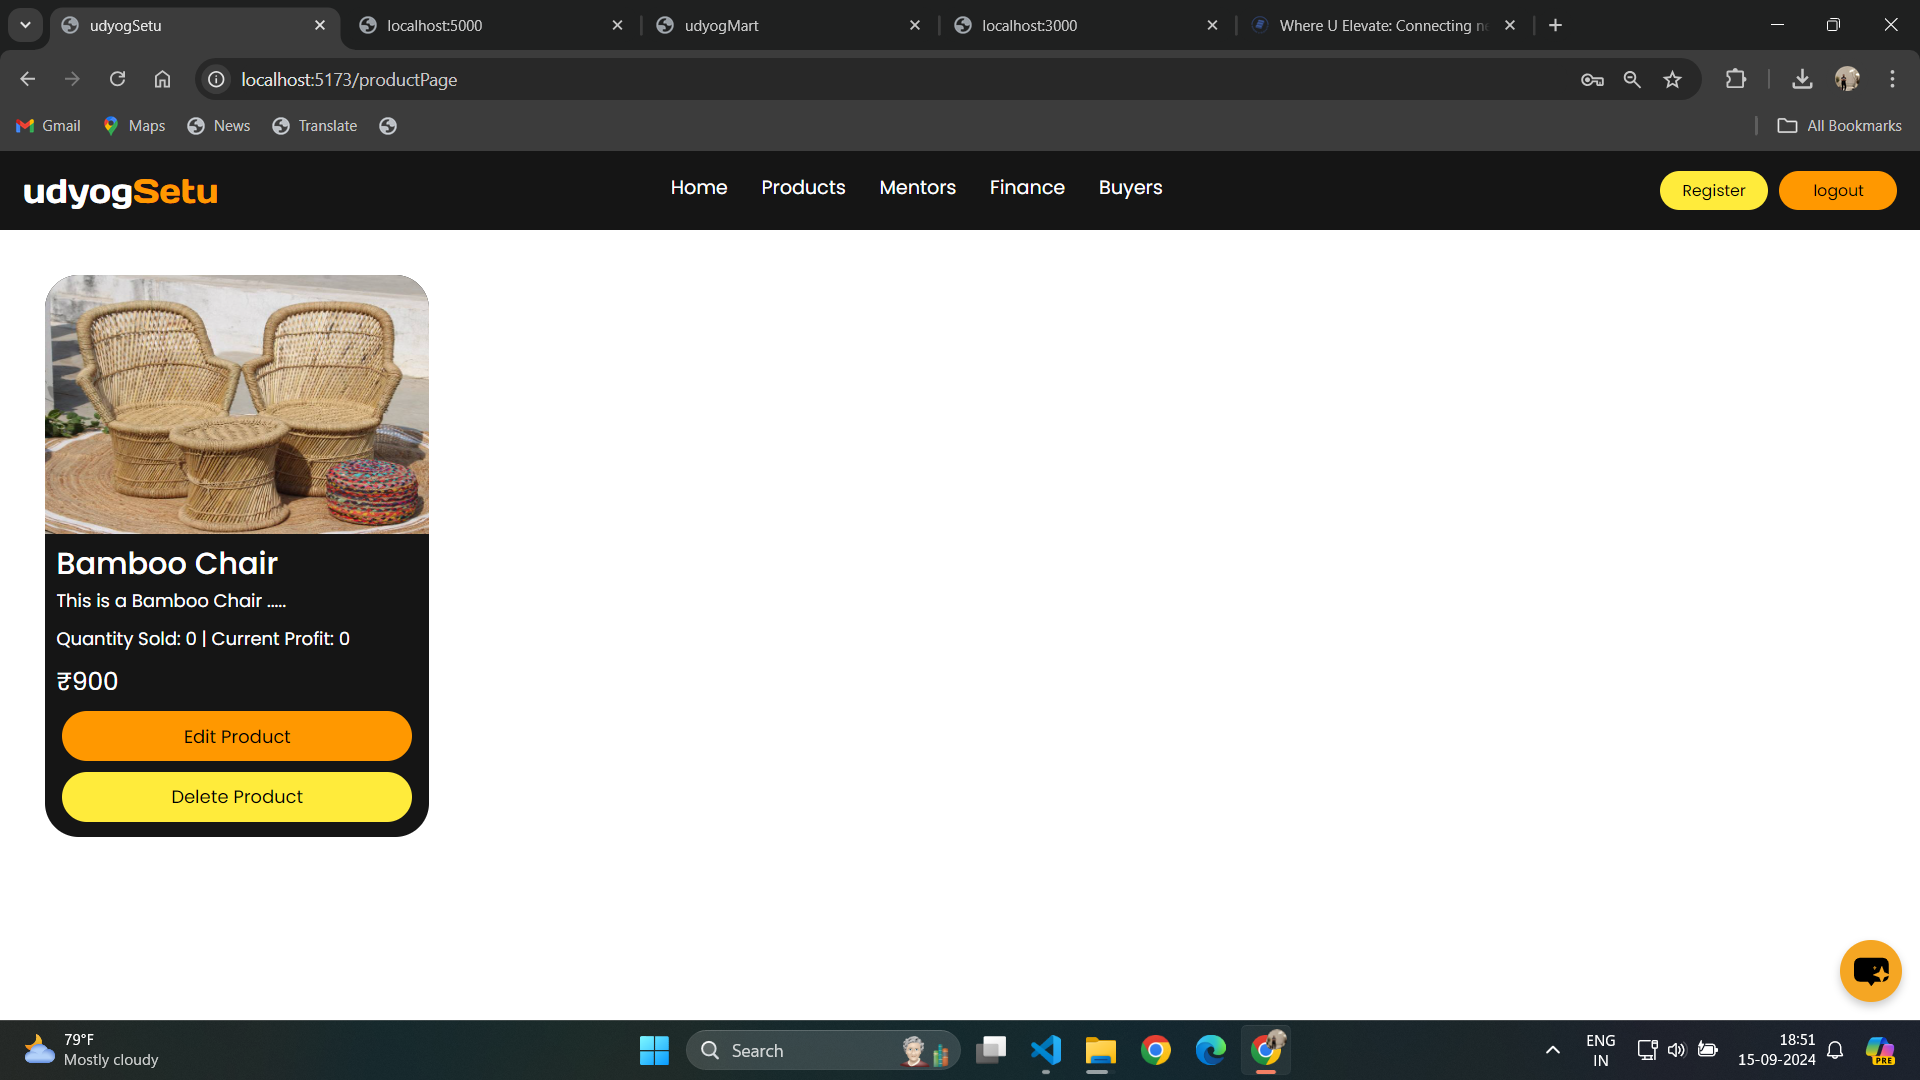 udyogSetu
localhost:5000
udyogMart
localhost:3000
Where U Elevate: Connecting ne
localhost:5173/productPage
Gmail
Maps
News
Translate
All Bookmarks
udyogSetu
Home
Products
Mentors
Finance
Buyers
Register
logout
Bamboo Chair
This is a Bamboo Chair .....
Quantity Sold: 0 | Current Profit: 0
₹900
Edit Product
Delete Product
79°F
Mostly cloudy
Search
ENG
IN
18:51
15-09-2024
PRE